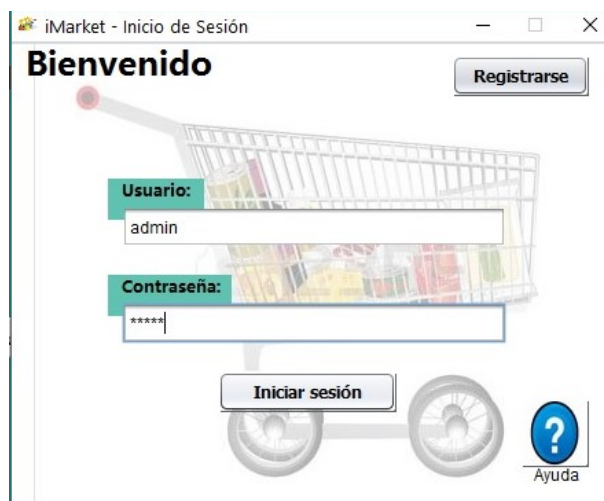 iMarket - Inicio de Sesión
Bienvenido
Registrarse
Usuario:
admin
Contraseña:
*****
Iniciar sesión
?
Ayuda